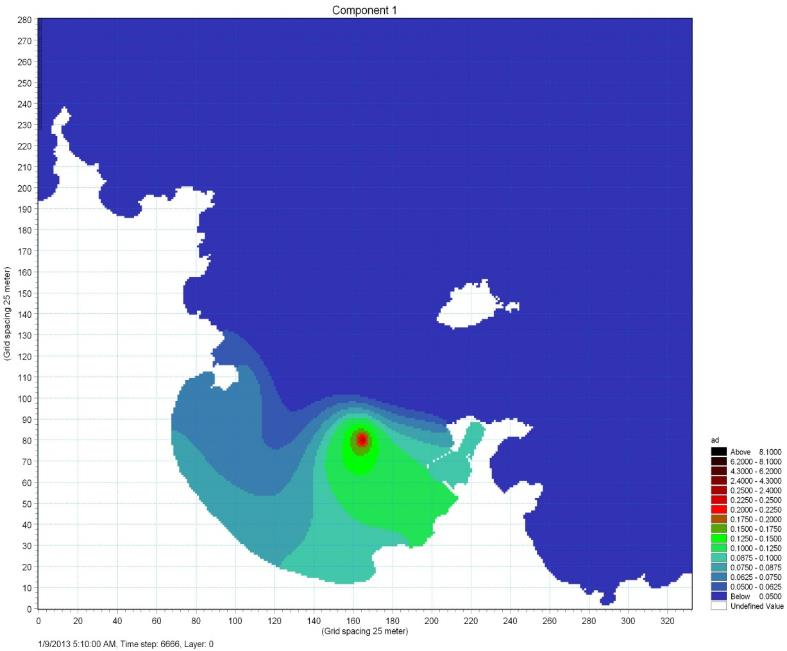 Component 1
280
270
260
250
240
230
220
210
200
190
180
170
160
150
140
130
120
110
100
90
80
70
60
50
40
30
20
10
0
(Grid spacing 25 meter)
0 20 40 60 80 100 120 140 160 180 200 220 240 260 280 300 320
(Grid spacing 25 meter)
1/9/2013 5:10:00 AM, Time step: 6666, Layer: 0
ad
Above 8.1000
6.2000 - 8.1000
4.3000 - 6.2000
2.4000 - 4.3000
0.2500 - 2.4000
0.2250 - 0.2500
0.2000 - 0.2250
0.1750 - 0.2000
0.1500 - 0.1750
0.1250 - 0.1500
0.1000 - 0.1250
0.0875 - 0.1000
0.0750 - 0.0875
0.0625 - 0.0750
0.0500 - 0.0625
Below 0.0500
Undefined Value